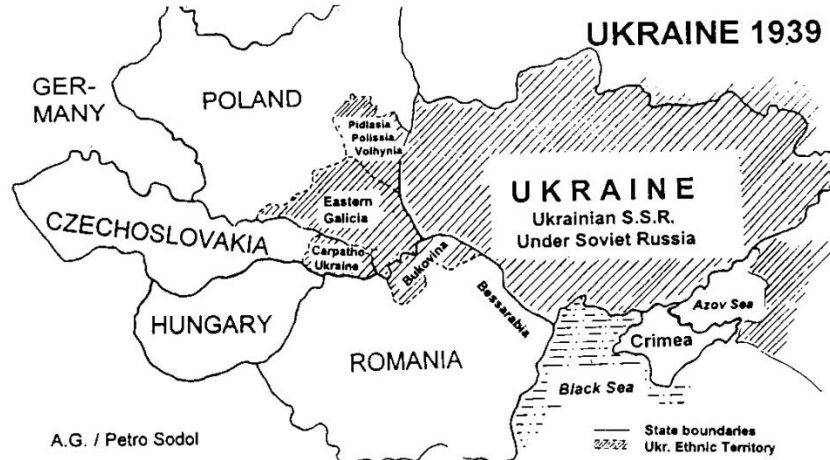 UKRAINE 1939
GER-
MANY
POLAND
Pidlasia
Polissia
Volhynia
UKRAINE
Ukrainian S.S.R.
Under Soviet Russia
Eastern
Galicia
CZECHOSLOVAKIA
Carpatho
Ukraine
Bukovina
Bessarabia
Azov Sea
HUNGARY
Crimea
ROMANIA
Black Sea
A.G. / Petro Sodol
State boundaries
Ukr. Ethnic Territory